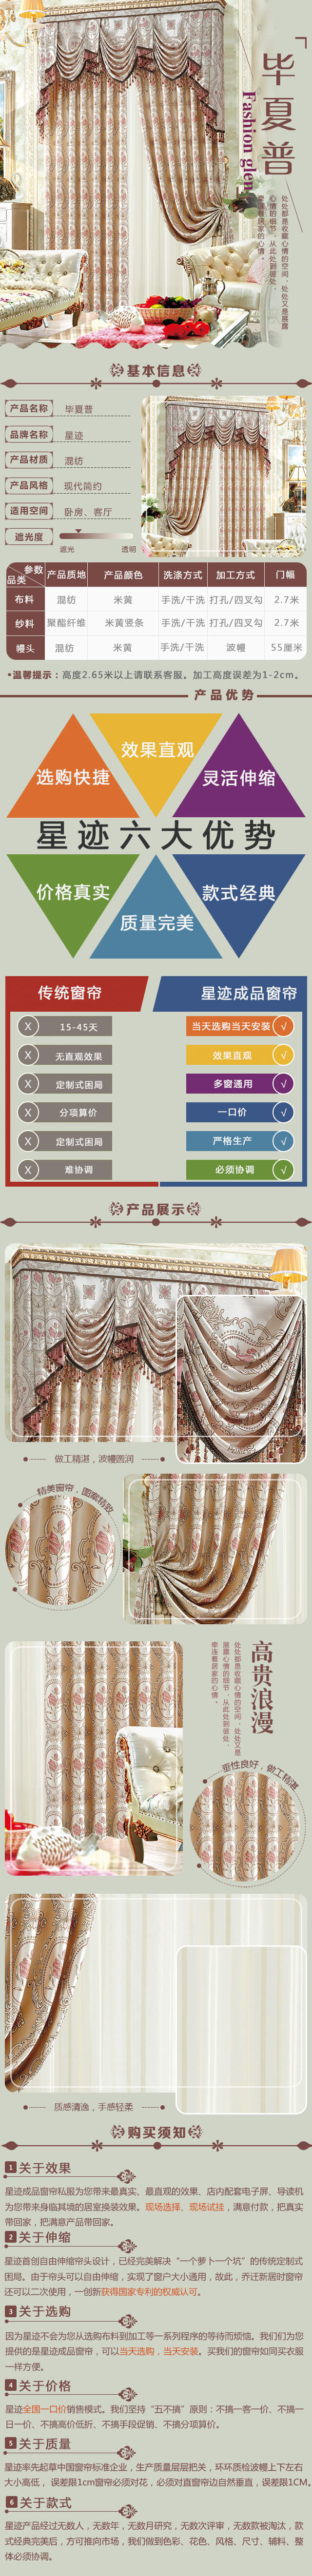 毕夏普
Fashion glen
处处都是收藏心情的空间，处处又是展露
心情的细节，从此处到彼处，
牵连着居家的心情。
基本信息
产品名称 毕夏普
品牌名称 星迹
产品材质 混纺
产品风格 现代简约
适用空间 卧房、客厅
遮光度 遮光 透明
参数 品类 产品质地 产品颜色 洗涤方式 加工方式 门幅
布料 混纺 米黄 手洗/干洗 打孔/四叉勾 2.7米
纱料 聚酯纤维 米黄竖条 手洗/干洗 打孔/四叉勾 2.7米
幔头 混纺 米黄 手洗/干洗 波幔 55厘米
•温馨提示：高度2.65米以上请联系客服。加工高度误差为1-2cm。
产品优势
选购快捷 效果直观 灵活伸缩
星迹六大优势
价格真实 质量完美 款式经典
传统窗帘 星迹成品窗帘
X 15-45天 当天选购当天安装 √
X 无直观效果 效果直观 √
X 定制式困局 多窗通用 √
X 分项算价 一口价 √
X 定制式困局 严格生产 √
X 难协调 必须协调 √
产品展示
做工精湛，波幔圆润
精美窗帘，图案精致
高贵浪漫
处处都是收藏心情的空间，处处又是
展露心情的细节，从此处到彼处，
牵连着居家的心情。
垂性良好，做工精湛
质感清逸，手感轻柔
购买须知
1 关于效果
星迹成品窗帘私服为您带来最真实、最直观的效果、店内配套电子屏、导读机
为您带来身临其境的居室换装效果。现场选择、现场试挂，满意付款，把真实
带回家，把满意产品带回家。
2 关于伸缩
星迹首创自由伸缩帘头设计，已经完美解决“一个萝卜一个坑”的传统定制式
困局。由于帘头可以自由伸缩，实现了窗户大小通用，故此，乔迁新居时窗帘
还可以二次使用，一创新获得国家专利的权威认可。
3 关于选购
因为星迹不会为您从选购布料到加工等一系列程序的等待而烦恼。我们们为您
提供的是星迹成品窗帘，可以当天选购，当天安装。买我们的窗帘如同买衣服
一样方便。
4 关于价格
星迹全国一口价销售模式。我们坚持“五不搞”原则：不搞一客一价、不搞一
日一价、不搞高价低折、不搞手段促销、不搞分项算价。
5 关于质量
星迹率先起草中国窗帘标准企业，生产质量层层把关，环环质检波幔上下左右
大小高低，误差限1cm窗帘必须对花，必须对直窗帘边自然垂直，误差限1CM。
6 关于款式
星迹产品经过无数人，无数年，无数月研究，无数次评审，无数款被淘汰，款
式经典完美后，方可推向市场，我们做到色彩、花色、风格、尺寸、辅料、整
体必须协调。